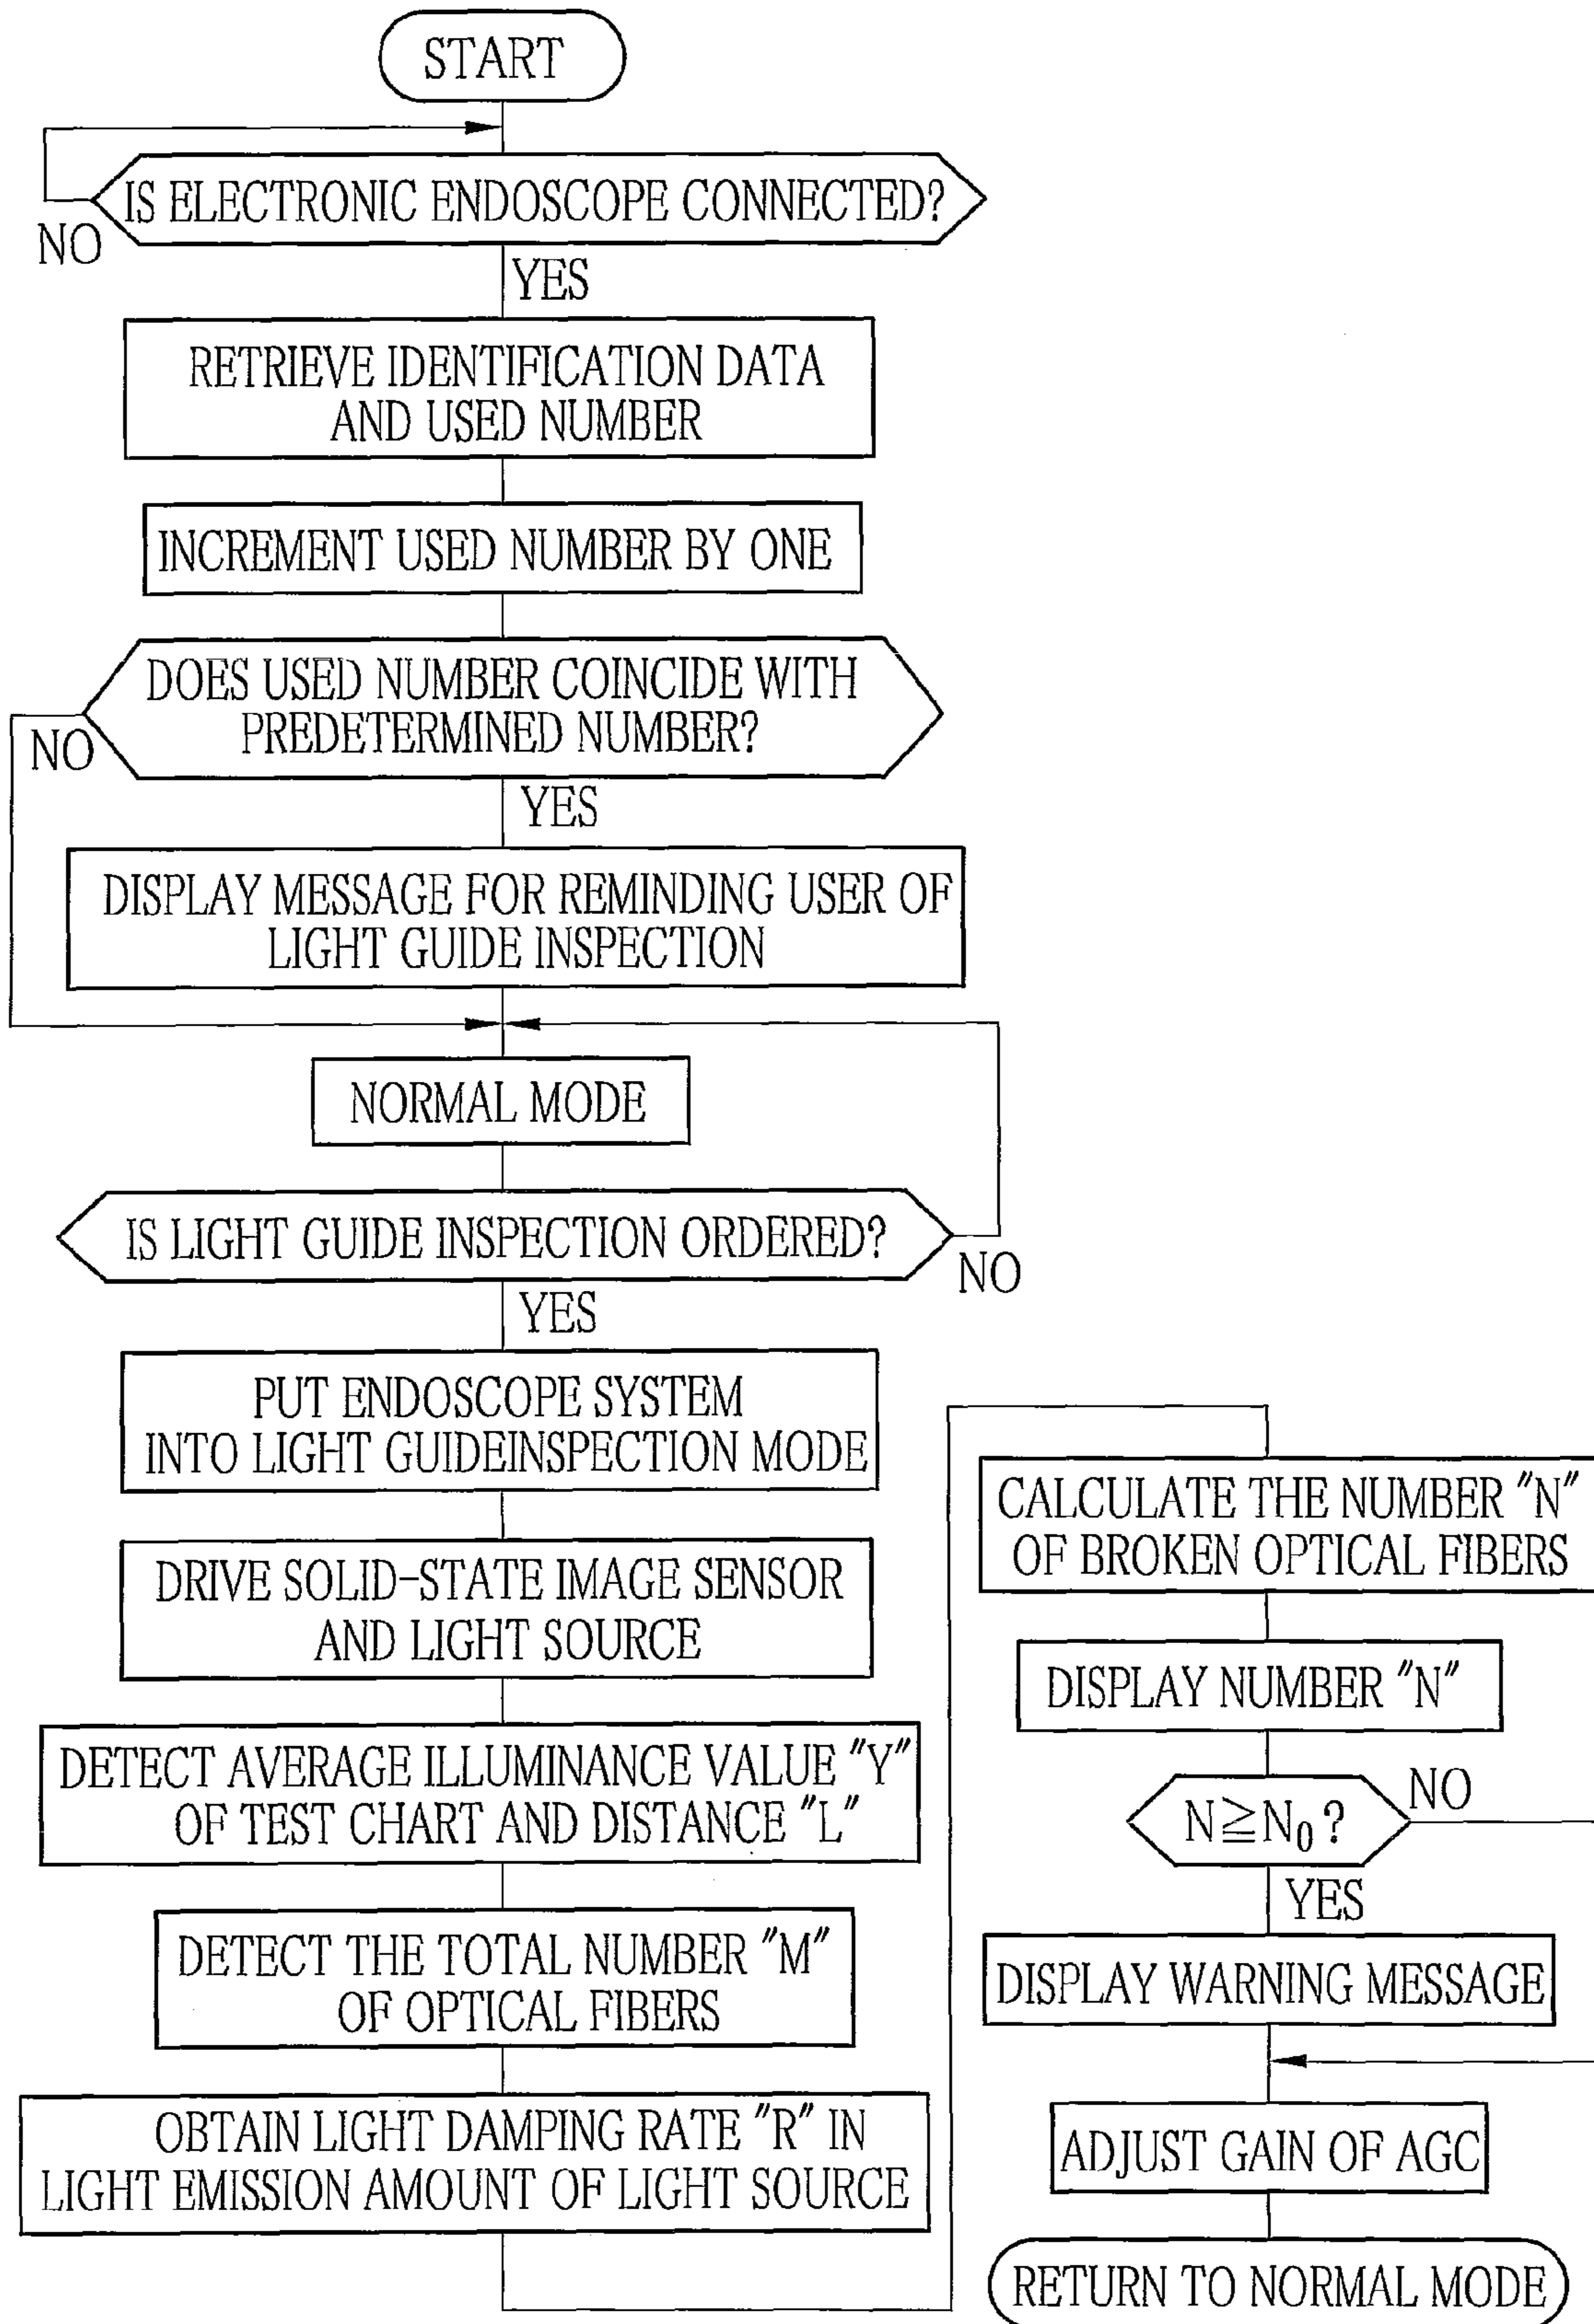 START
IS ELECTRONIC ENDOSCOPE CONNECTED?
NO
YES
RETRIEVE IDENTIFICATION DATA
AND USED NUMBER
INCREMENT USED NUMBER BY ONE
DOES USED NUMBER COINCIDE WITH
PREDETERMINED NUMBER?
NO
YES
DISPLAY MESSAGE FOR REMINDING USER OF
LIGHT GUIDE INSPECTION
NORMAL MODE
IS LIGHT GUIDE INSPECTION ORDERED?
NO
YES
PUT ENDOSCOPE SYSTEM
INTO LIGHT GUIDEINSPECTION MODE
DRIVE SOLID-STATE IMAGE SENSOR
AND LIGHT SOURCE
DETECT AVERAGE ILLUMINANCE VALUE "Y"
OF TEST CHART AND DISTANCE "L"
DETECT THE TOTAL NUMBER "M"
OF OPTICAL FIBERS
OBTAIN LIGHT DAMPING RATE "R" IN
LIGHT EMISSION AMOUNT OF LIGHT SOURCE
CALCULATE THE NUMBER "N"
OF BROKEN OPTICAL FIBERS
DISPLAY NUMBER "N"
N≧N₀?
NO
YES
DISPLAY WARNING MESSAGE
ADJUST GAIN OF AGC
RETURN TO NORMAL MODE